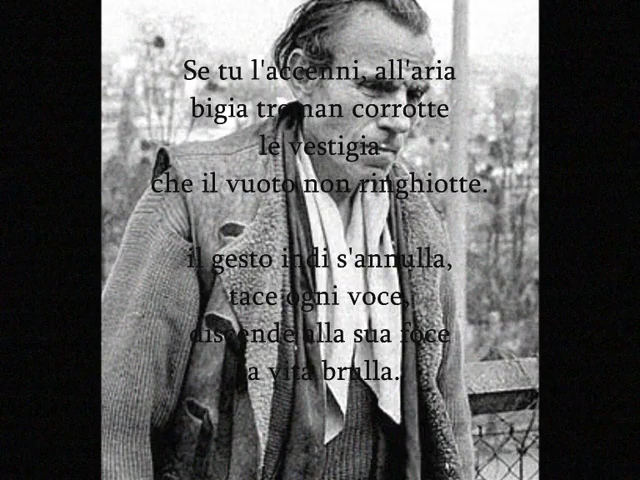 Se tu l'accenni, all'aria
bigia treman corrotte
le vestigia
che il vuoto non ringhiotte.
il gesto indi s'annulla,
tace ogni voce,
discende alla sua foce
la vita brulla.